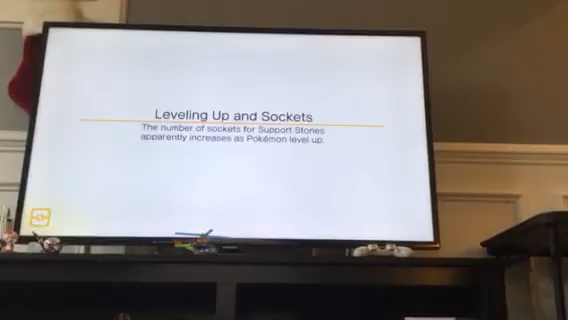 Leveling Up and Sockets
The number of sockets for Support Stones
apparently increases as Pokémon level up.